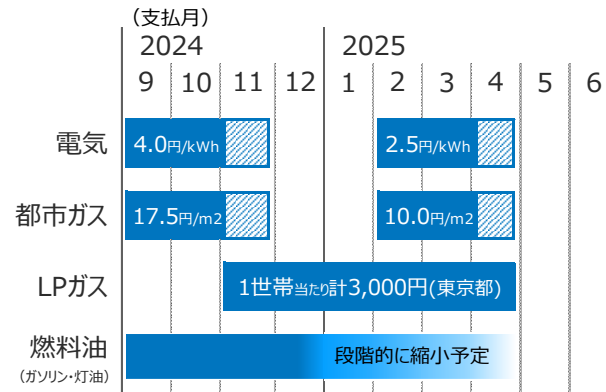 （支払月）
2024 2025
9 10 11 12 1 2 3 4 5 6
電気 4.0円/kWh 2.5円/kWh
都市ガス 17.5円/m2 10.0円/m2
LPガス 1世帯当たり計3,000円(東京都)
燃料油 段階的に縮小予定
(ガソリン･灯油)